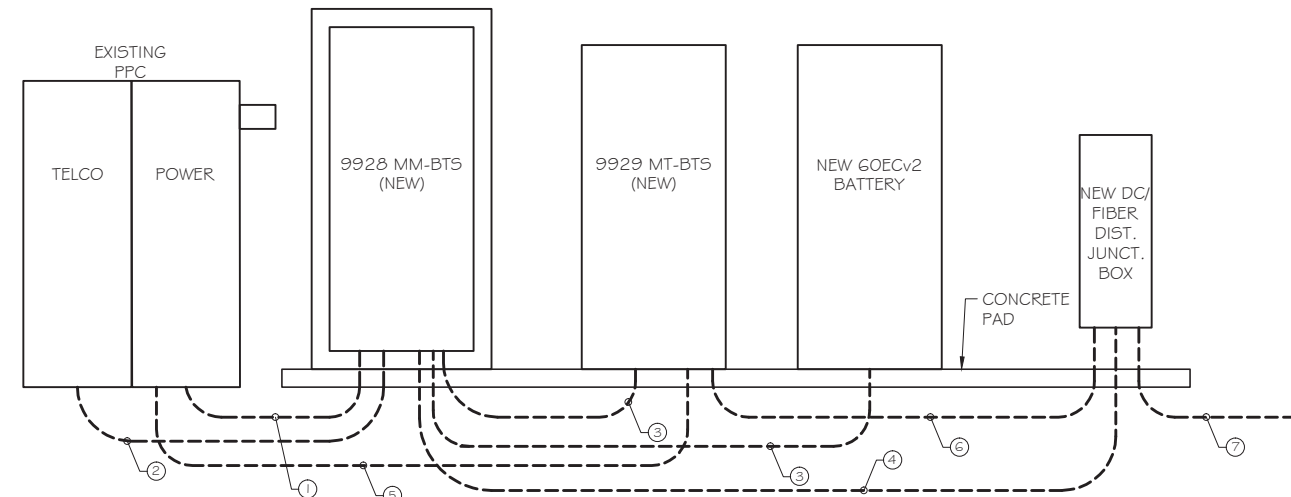 EXISTING
PPC
TELCO
POWER
9928 MM-BTS
(NEW)
9929 MT-BTS
(NEW)
NEW 60ECv2
BATTERY
NEW DC/
FIBER
DIST.
JUNCT.
BOX
CONCRETE
PAD
1
2
3
3
4
5
6
7